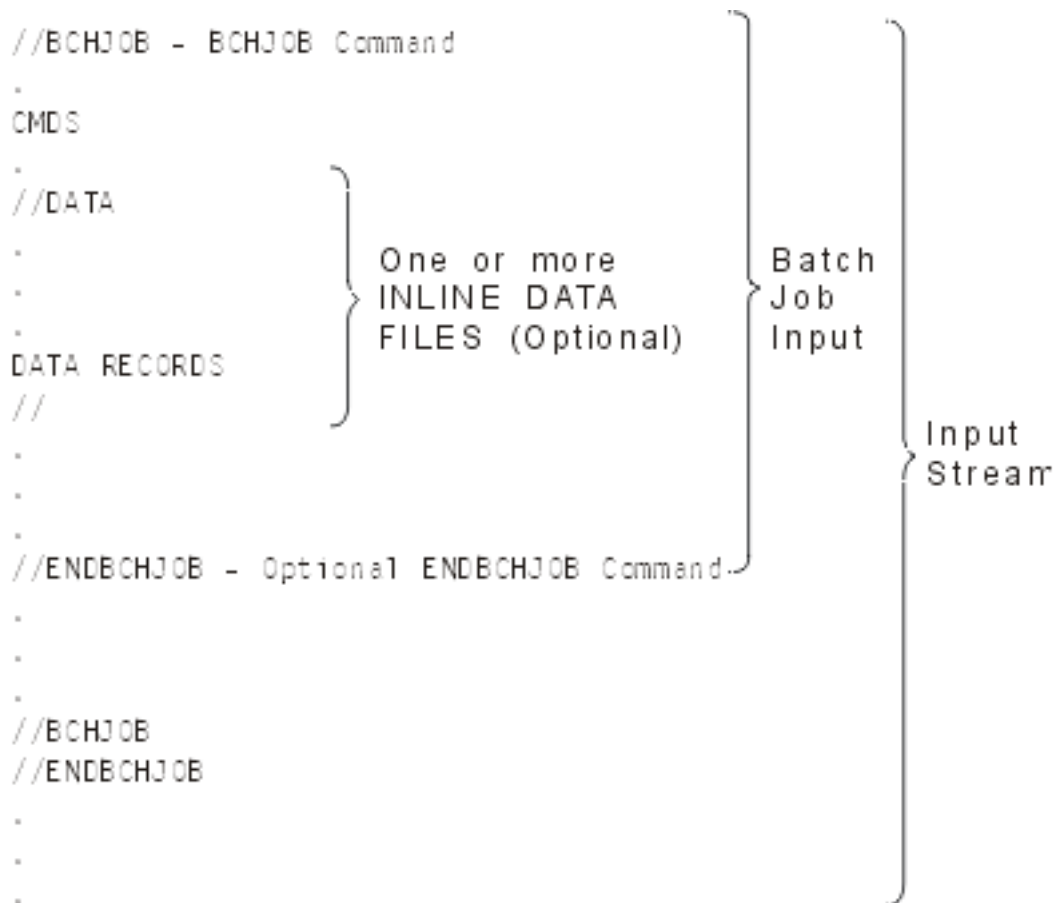 //BCHJOB - BCHJOB Command
.
CMDS
.
//DATA
.
.
.
DATA RECORDS
//
.
.
.
//ENDBCHJOB - Optional ENDBCHJOB Command
.
.
.
//BCHJOB
//ENDBCHJOB
.
.
.
One or more
INLINE DATA
FILES (Optional)
Batch
Job
Input
Input
Stream